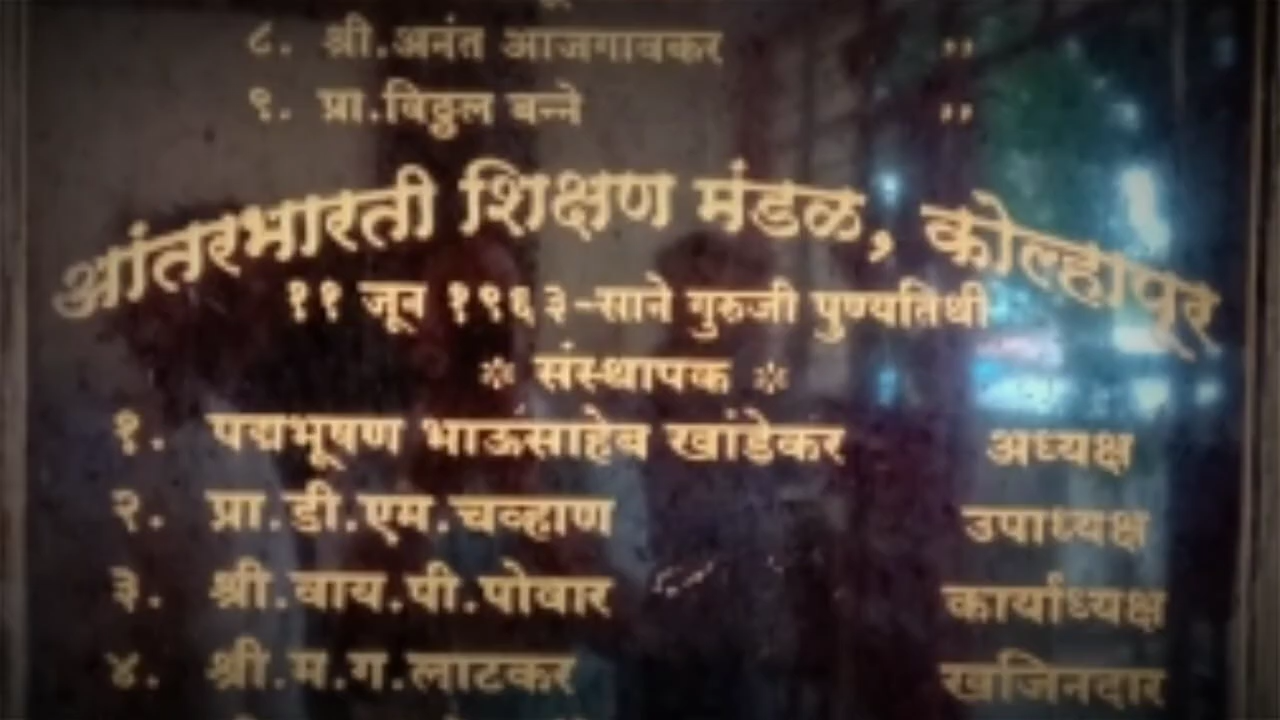 ८. श्री.अनंत आजगावकर ,,
९. प्रा.विठ्ठल बन्ने ,,
आंतरभारती शिक्षण मंडळ, कोल्हापूर
११ जून १९६३-साने गुरुजी पुण्यतिथी
* संस्थापक *
१. पद्मभूषण भाऊसाहेब खांडेकर अध्यक्ष
२. प्रा.डी.एम.चव्हाण उपाध्यक्ष
३. श्री.वाय.पी.पोवार कार्याध्यक्ष
४. श्री.म.ग.लाटकर खजिनदार